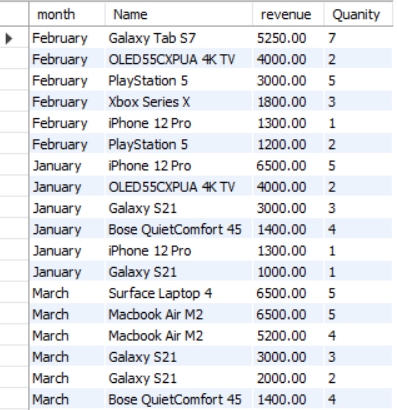 month Name revenue Quanity
February Galaxy Tab S7 5250.00 7
February OLED55CXPUA 4K TV 4000.00 2
February PlayStation 5 3000.00 5
February Xbox Series X 1800.00 3
February iPhone 12 Pro 1300.00 1
February PlayStation 5 1200.00 2
January iPhone 12 Pro 6500.00 5
January OLED55CXPUA 4K TV 4000.00 2
January Galaxy S21 3000.00 3
January Bose QuietComfort 45 1400.00 4
January iPhone 12 Pro 1300.00 1
January Galaxy S21 1000.00 1
March Surface Laptop 4 6500.00 5
March Macbook Air M2 6500.00 5
March Macbook Air M2 5200.00 4
March Galaxy S21 3000.00 3
March Galaxy S21 2000.00 2
March Bose QuietComfort 45 1400.00 4